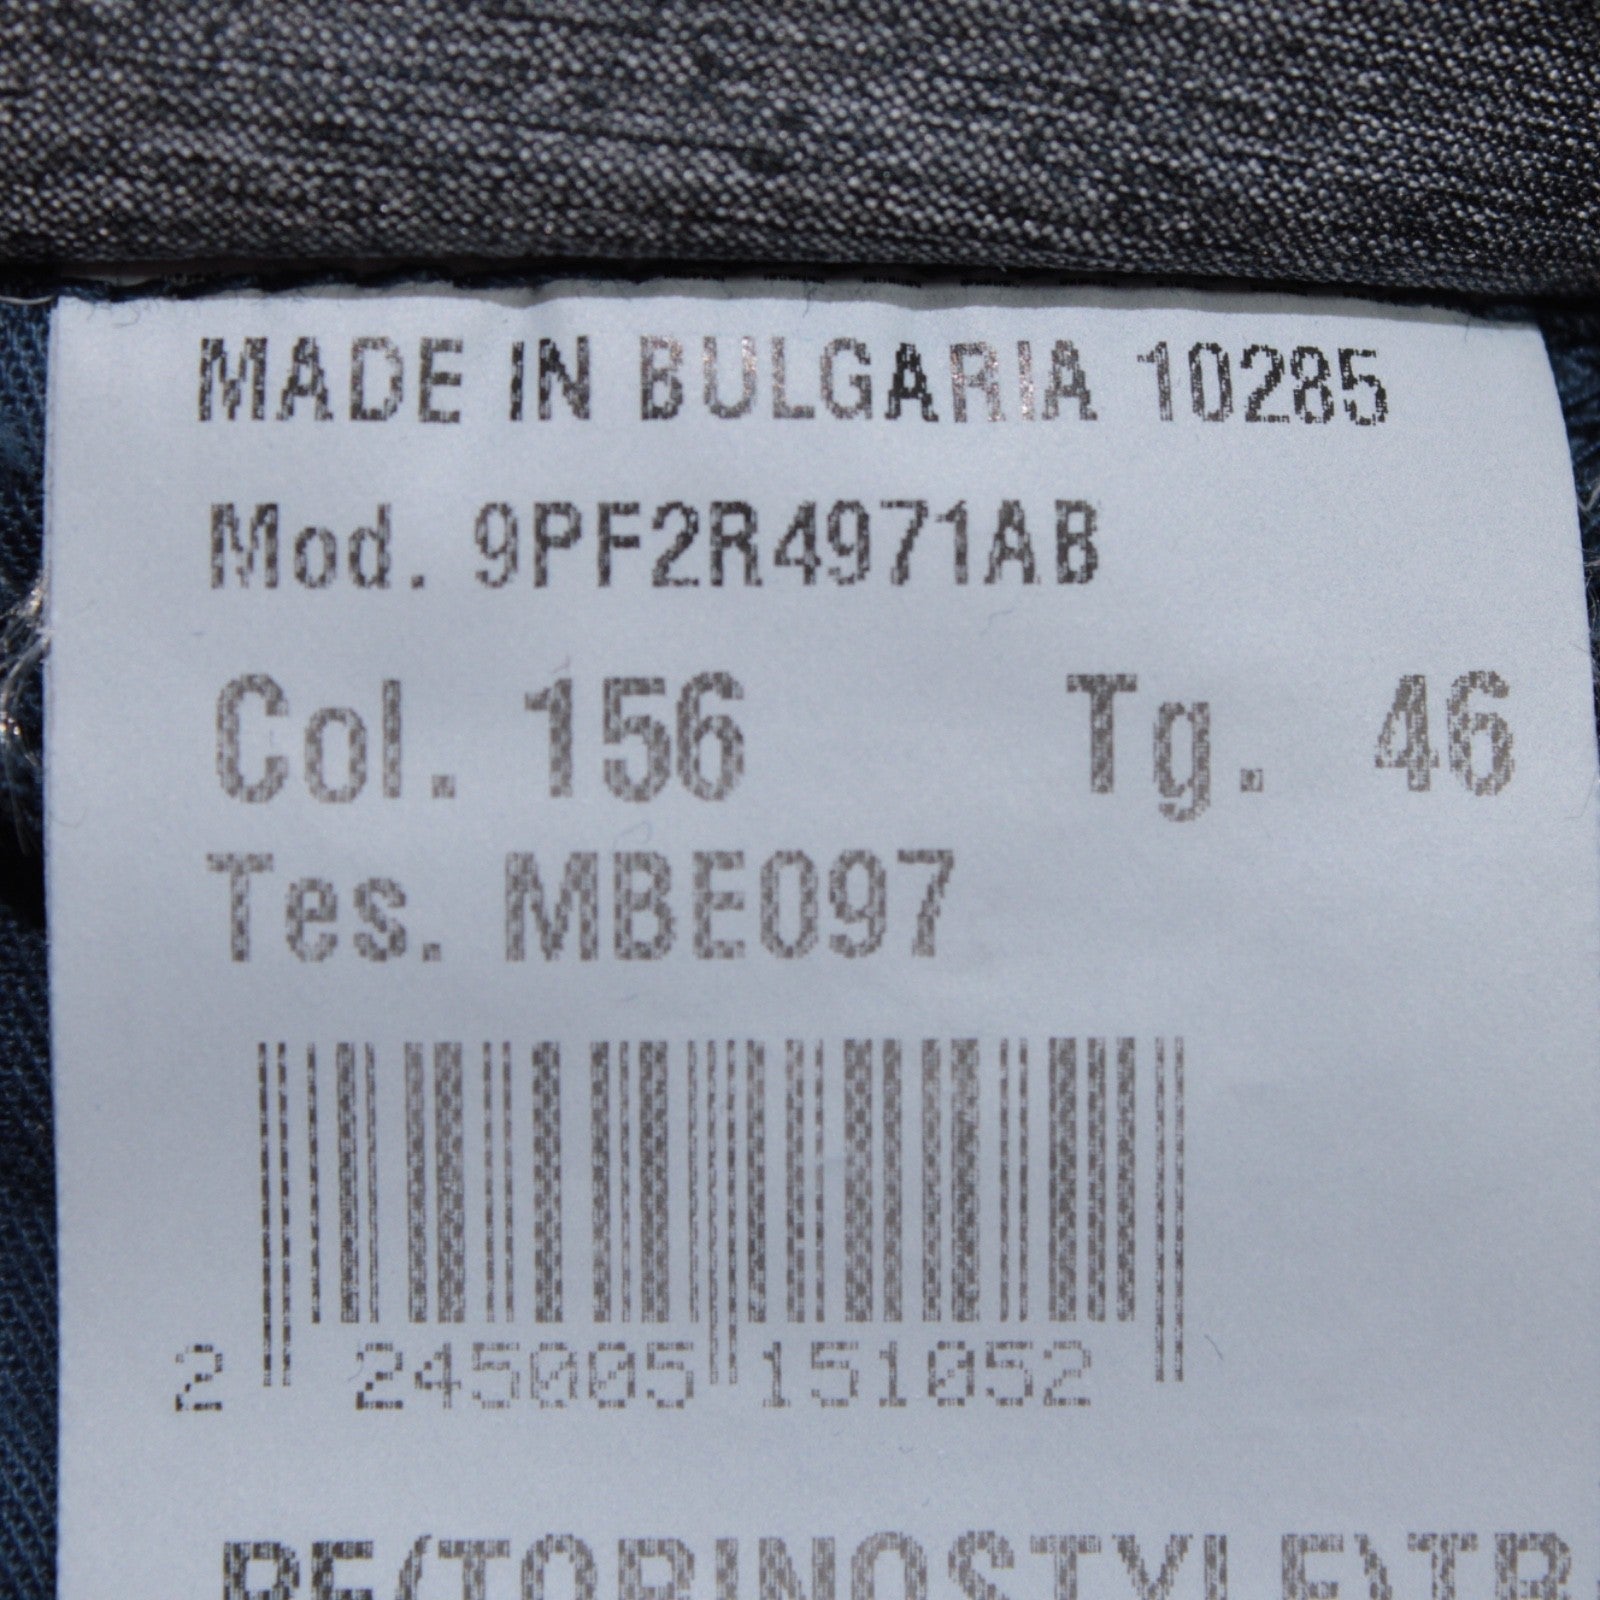 MADE IN BULGARIA 10285
Mod. 9PF2R4971AB
Col. 156 Tg. 46
Tes. MBE097
2 245005 151052